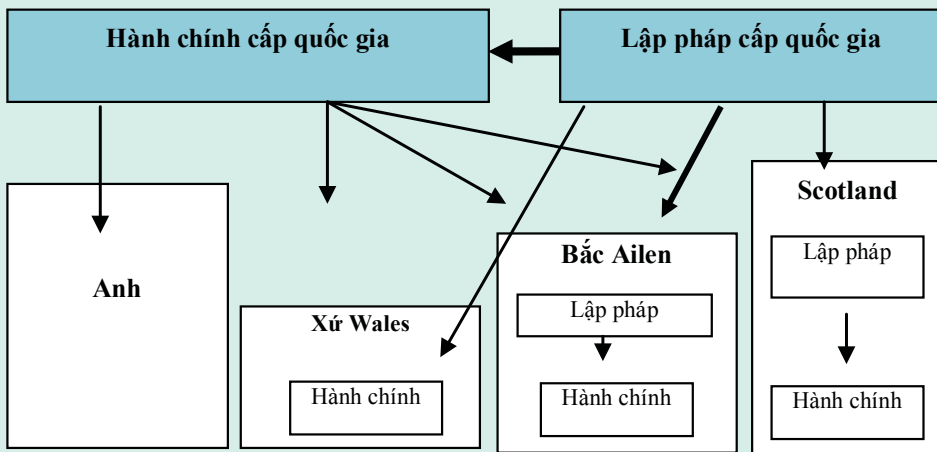 Hành chính cấp quốc gia
Lập pháp cấp quốc gia
Anh
Xứ Wales
Hành chính
Bắc Ailen
Lập pháp
Hành chính
Scotland
Lập pháp
Hành chính